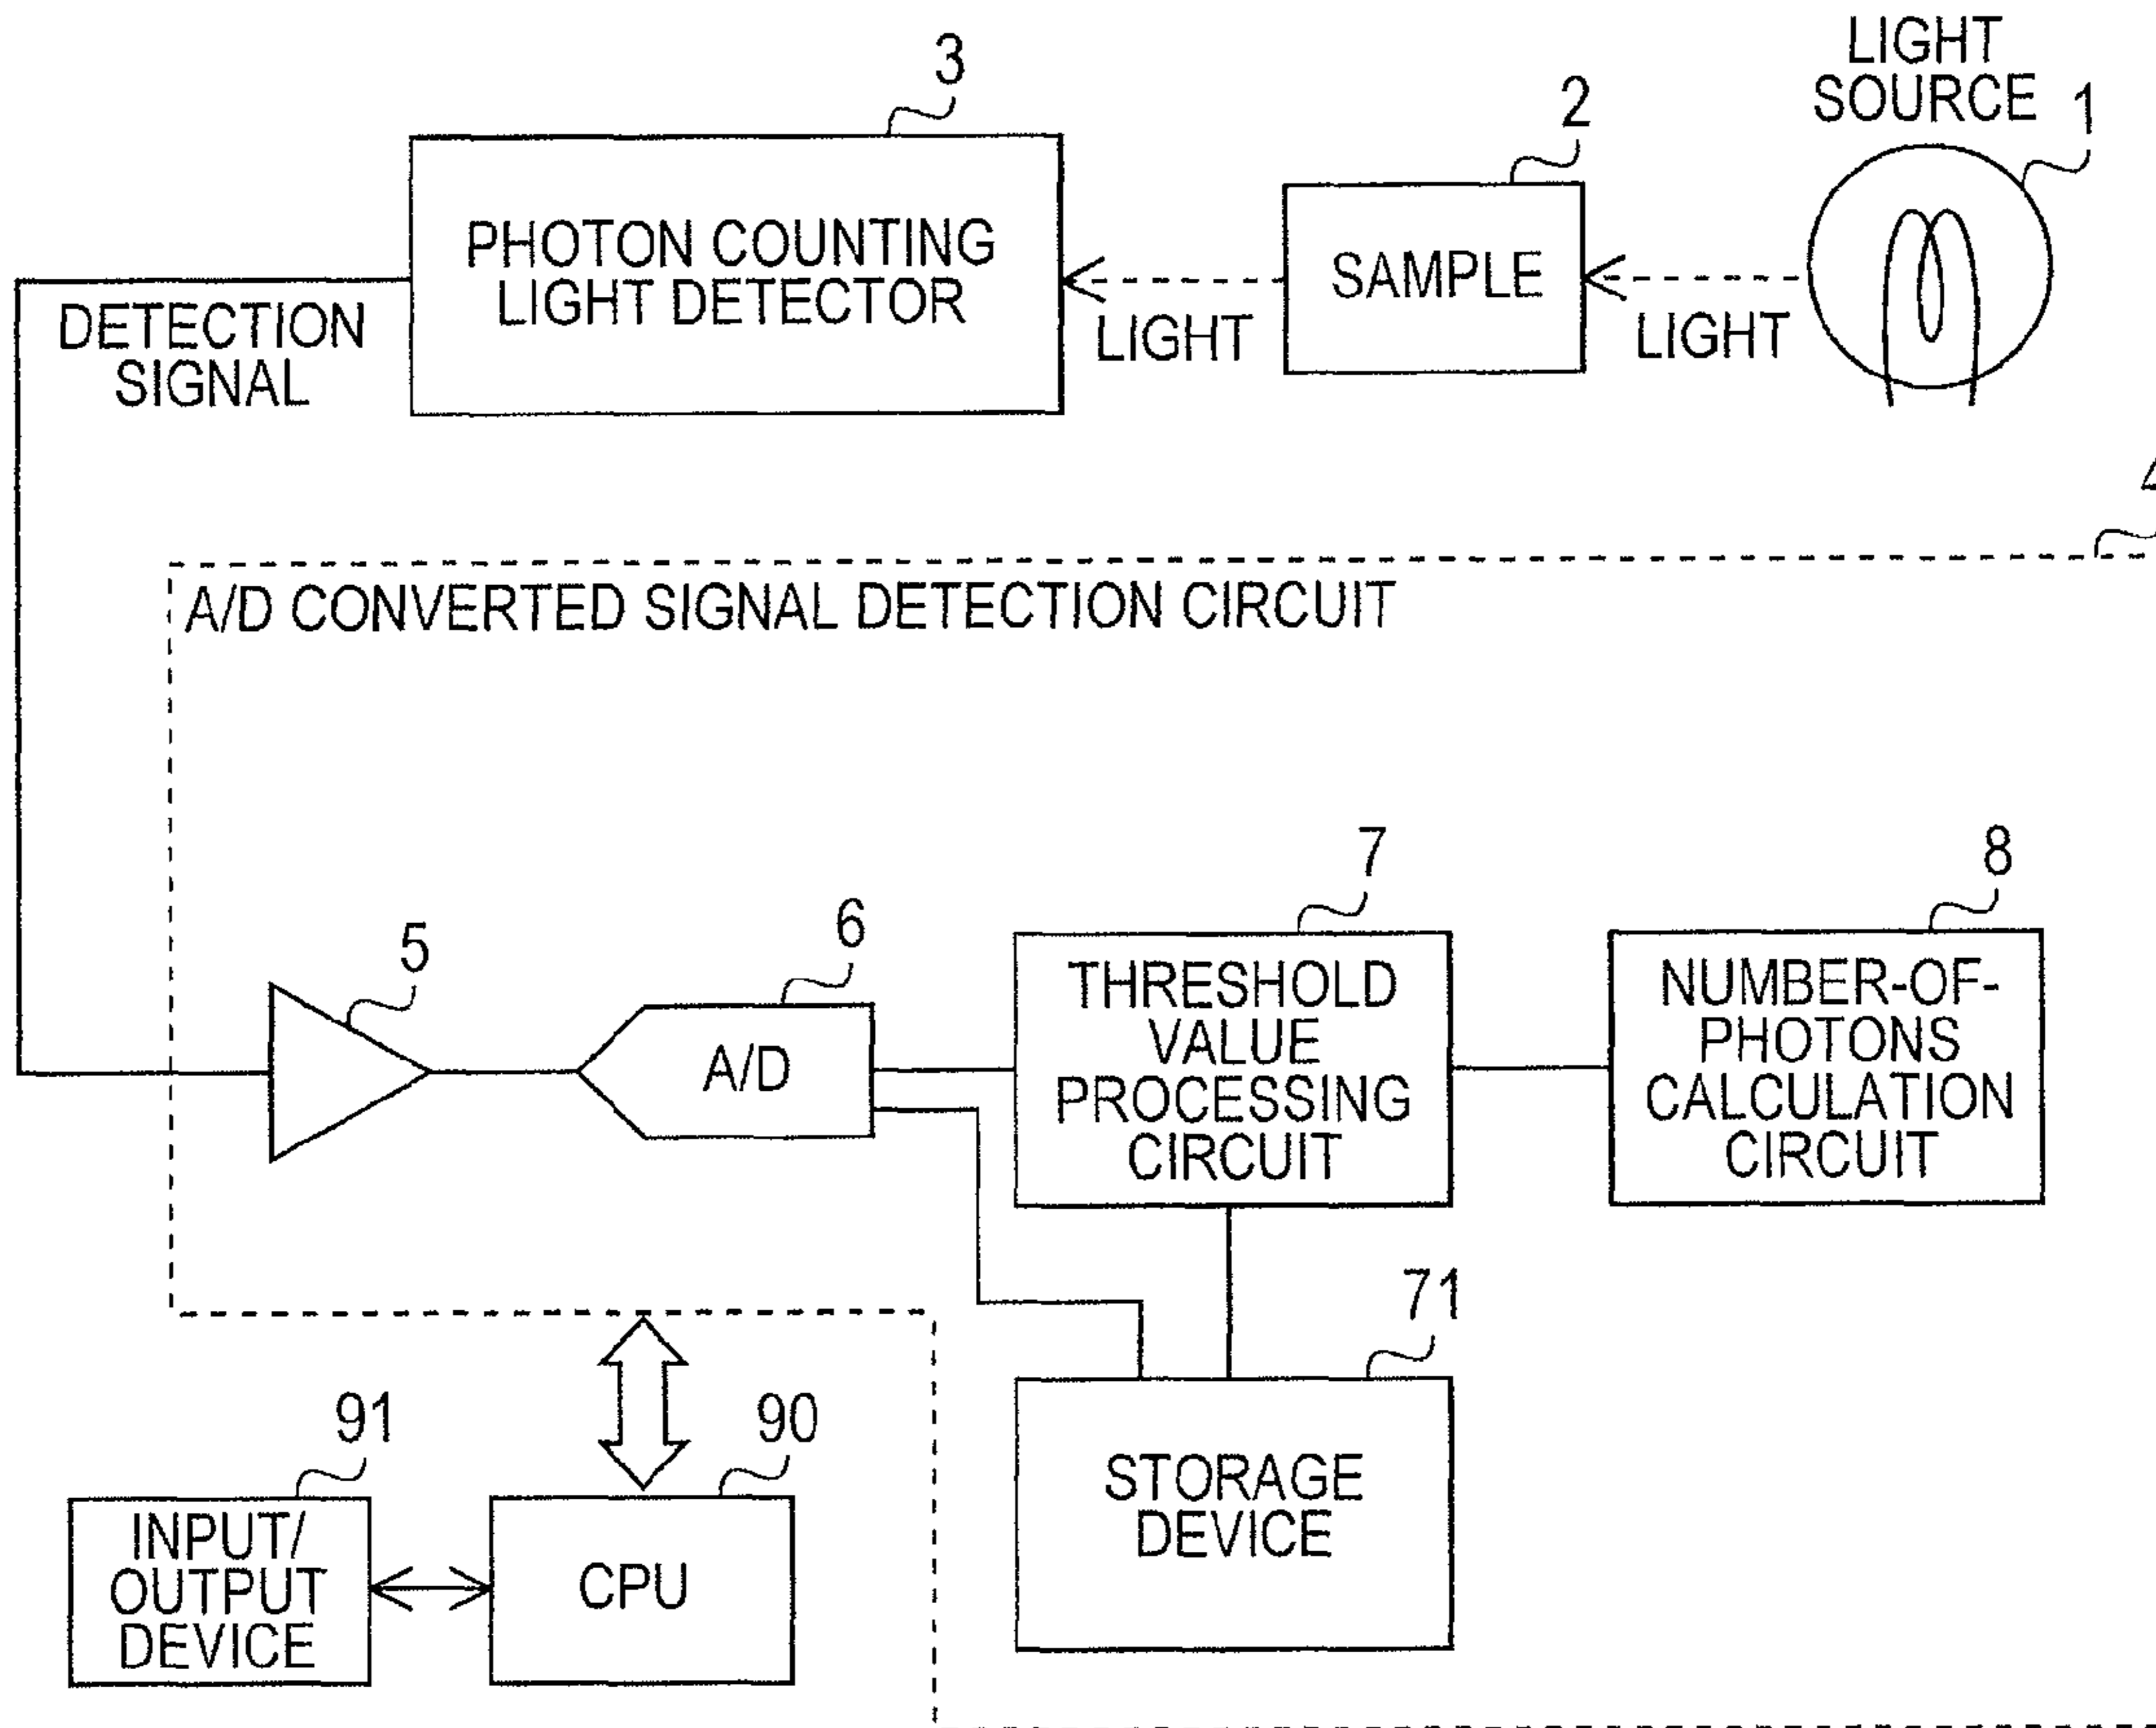 LIGHT
SOURCE
1
2
3
PHOTON COUNTING
LIGHT DETECTOR
SAMPLE
LIGHT
LIGHT
DETECTION
SIGNAL
A/D CONVERTED SIGNAL DETECTION CIRCUIT
5
6
A/D
7
THRESHOLD
VALUE
PROCESSING
CIRCUIT
8
NUMBER-OF-
PHOTONS
CALCULATION
CIRCUIT
71
STORAGE
DEVICE
91
INPUT/
OUTPUT
DEVICE
90
CPU